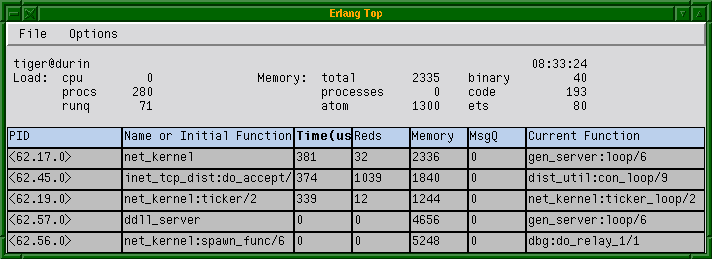 Erlang Top
File Options
tiger@durin 08:33:24
Load: cpu 0 Memory: total 2335 binary 40
procs 280 processes 0 code 193
runq 71 atom 1300 ets 80
PID Name or Initial Function Time(us Reds Memory MsgQ Current Function
<62.17.0> net_kernel 381 32 2336 0 gen_server:loop/6
<62.45.0> inet_tcp_dist:do_accept/ 374 1039 1840 0 dist_util:con_loop/9
<62.19.0> net_kernel:ticker/2 339 12 1244 0 net_kernel:ticker_loop/2
<62.57.0> ddll_server 0 0 4656 0 gen_server:loop/6
<62.56.0> net_kernel:spawn_func/6 0 0 5248 0 dbg:do_relay_1/1